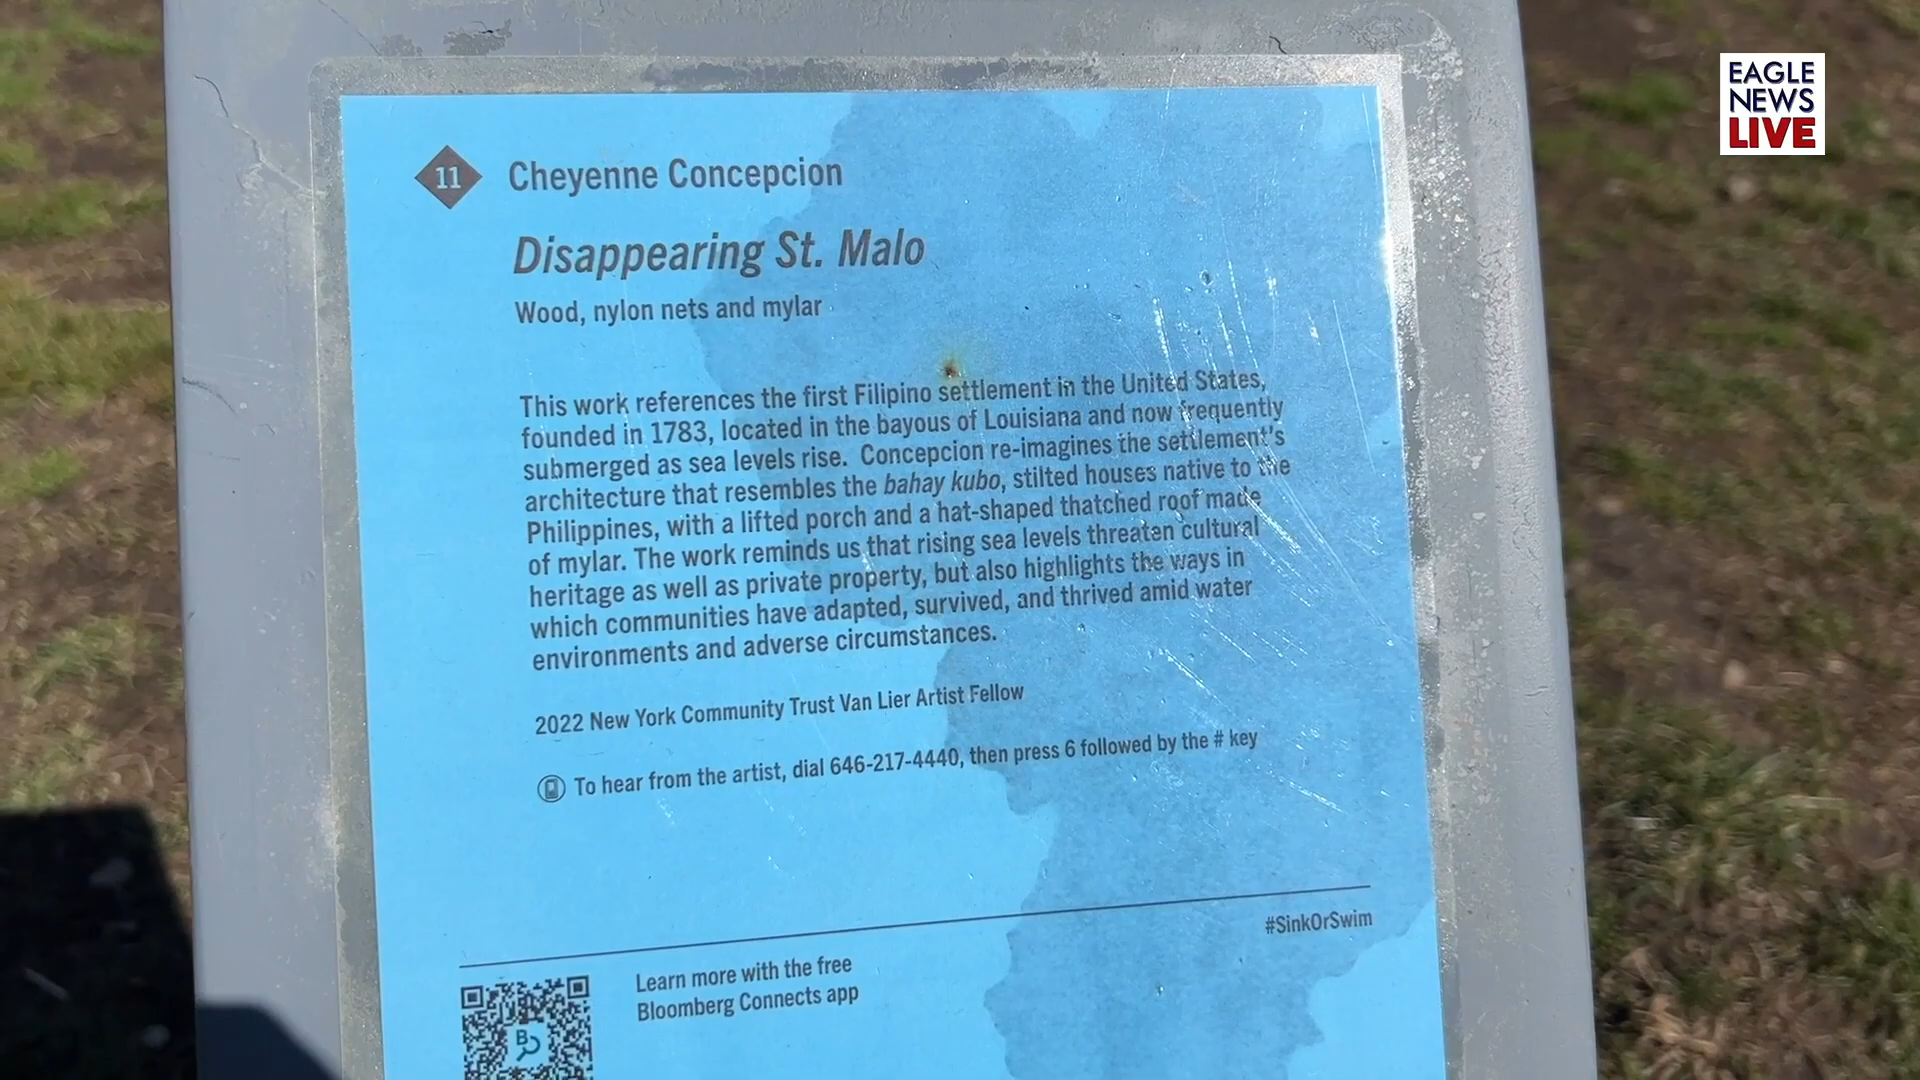 EAGLE
NEWS
LIVE
11
Cheyenne Concepcion
Disappearing St. Malo
Wood, nylon nets and mylar
This work references the first Filipino settlement in the United States,
founded in 1783, located in the bayous of Louisiana and now frequently
submerged as sea levels rise. Concepcion re-imagines the settlement's
architecture that resembles the bahay kubo, stilted houses native to the
Philippines, with a lifted porch and a hat-shaped thatched roof made
of mylar. The work reminds us that rising sea levels threaten cultural
heritage as well as private property, but also highlights the ways in
which communities have adapted, survived, and thrived amid water
environments and adverse circumstances.
2022 New York Community Trust Van Lier Artist Fellow
To hear from the artist, dial 646-217-4440, then press 6 followed by the # key
#SinkOrSwim
Learn more with the free
Bloomberg Connects app
B